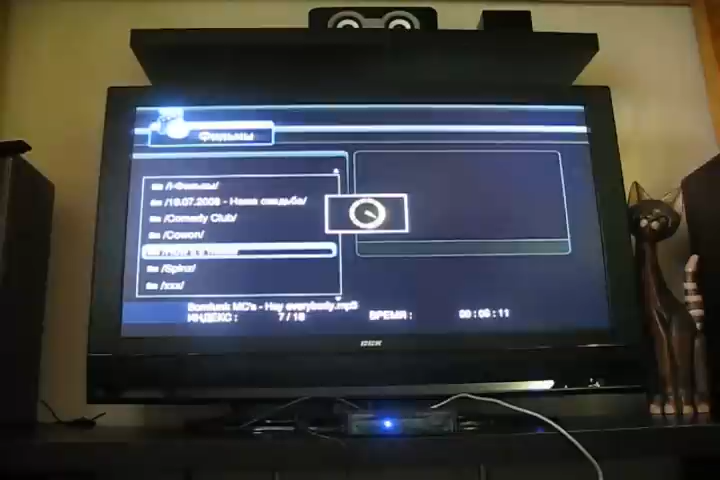 Фильмы
/i-Фильмы/
/19.07.2008 - Наша свадьба/
/Comedy Club/
/Cowon/
/Spinz/
/xxx/
Bomfunk MC's - Hey everybody.mp3
ИНДЕКС: 7/18 ВРЕМЯ: 00:00:11
BBK